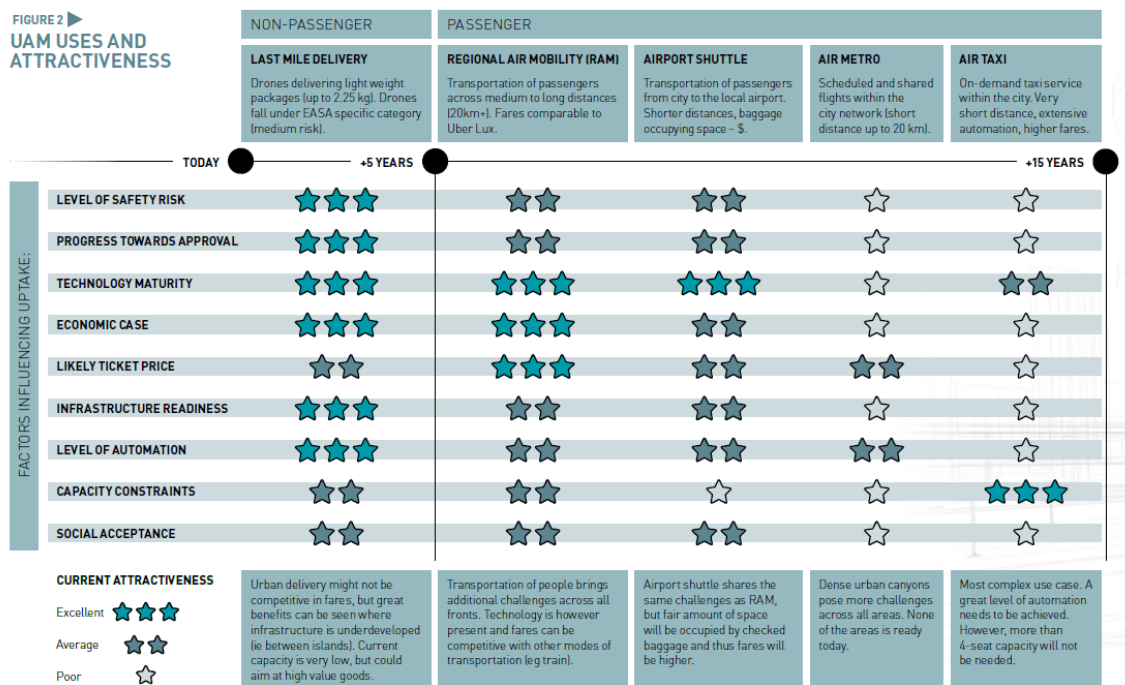 FIGURE 2
UAM USES AND
ATTRACTIVENESS
NON-PASSENGER
PASSENGER
LAST MILE DELIVERY
Drones delivering light weight
packages (up to 2.25 kg). Drones
fall under EASA specific category
(medium risk).
REGIONAL AIR MOBILITY (RAM)
Transportation of passengers
across medium to long distances
(20km+). Fares comparable to
Uber Lux.
AIRPORT SHUTTLE
Transportation of passengers
from city to the local airport.
Shorter distances, baggage
occupying space – $.
AIR METRO
Scheduled and shared
flights within the
city network (short
distance up to 20 km).
AIR TAXI
On-demand taxi service
within the city. Very
short distance, extensive
automation, higher fares.
TODAY
+5 YEARS
+15 YEARS
FACTORS INFLUENCING UPTAKE:
LEVEL OF SAFETY RISK
PROGRESS TOWARDS APPROVAL
TECHNOLOGY MATURITY
ECONOMIC CASE
LIKELY TICKET PRICE
INFRASTRUCTURE READINESS
LEVEL OF AUTOMATION
CAPACITY CONSTRAINTS
SOCIAL ACCEPTANCE
CURRENT ATTRACTIVENESS
Excellent
Average
Poor
Urban delivery might not be
competitive in fares, but great
benefits can be seen where
infrastructure is underdeveloped
(ie between islands). Current
capacity is very low, but could
aim at high value goods.
Transportation of people brings
additional challenges across all
fronts. Technology is however
present and fares can be
competitive with other modes of
transportation (eg train).
Airport shuttle shares the
same challenges as RAM,
but fair amount of space
will be occupied by checked
baggage and thus fares will
be higher.
Dense urban canyons
pose more challenges
across all areas. None
of the areas is ready
today.
Most complex use case. A
great level of automation
needs to be achieved.
However, more than
4-seat capacity will not
be needed.